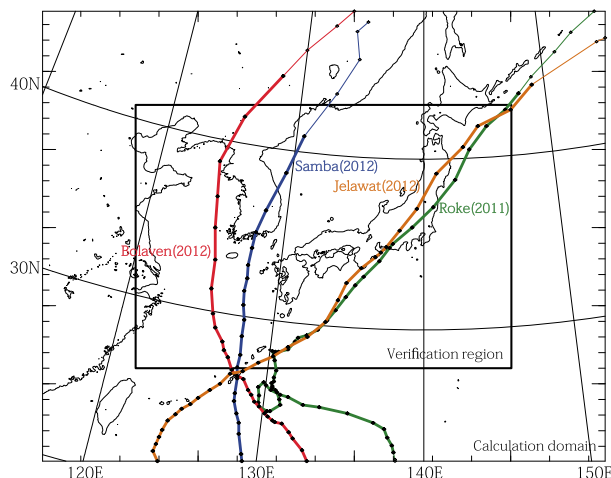 40N
Samba(2012)
Jelawat(2012)
Roke(2011)
Bolaven(2012)
30N
Verification region
Calculation domain
120E
130E
140E
150E